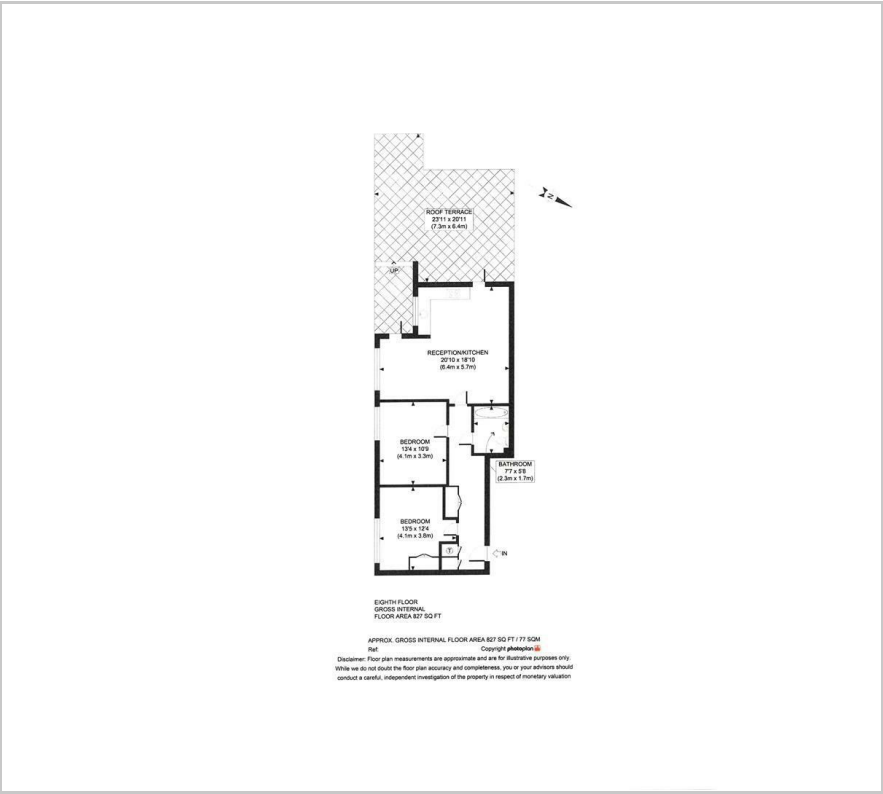 N
ROOF TERRACE
23'11 x 20'11
(7.3m x 6.4m)
UP
RECEPTION/KITCHEN
20'10 x 18'10
(6.4m x 5.7m)
BEDROOM
13'4 x 10'9
(4.1m x 3.3m)
BATHROOM
7'7 x 5'6
(2.3m x 1.7m)
BEDROOM
13'5 x 12'4
(4.1m x 3.8m)
T
IN
EIGHTH FLOOR
GROSS INTERNAL
FLOOR AREA 827 SQ FT
APPROX. GROSS INTERNAL FLOOR AREA 827 SQ FT / 77 SQM
Ref: Copyright photoplan
Disclaimer: Floor plan measurements are approximate and are for illustrative purposes only.
While we do not doubt the floor plan accuracy and completeness, you or your advisors should
conduct a careful, independent investigation of the property in respect of monetary valuation